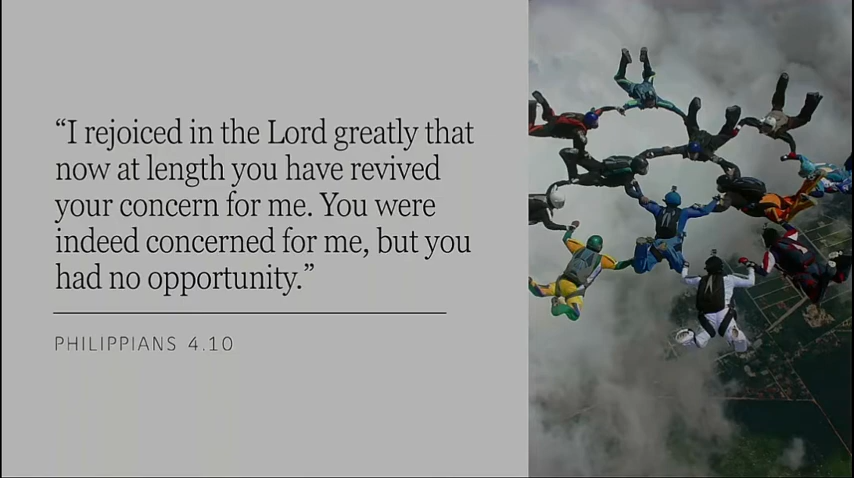 “I rejoiced in the Lord greatly that
now at length you have revived
your concern for me. You were
indeed concerned for me, but you
had no opportunity.”
PHILIPPIANS 4.10